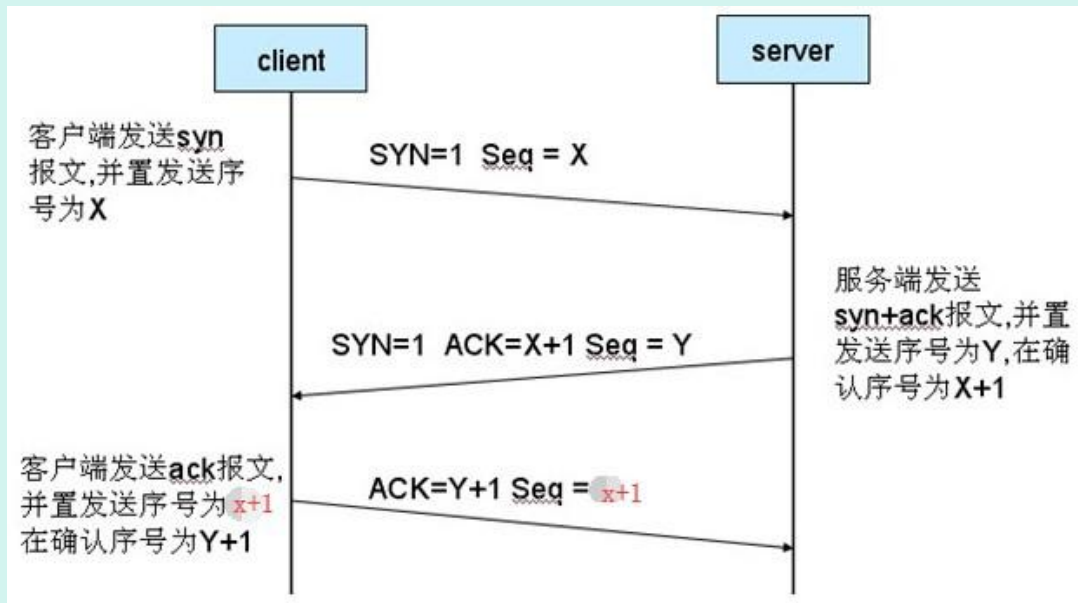 client
server
客户端发送syn
报文,并置发送序
号为X
SYN=1 Seq = X
服务端发送
syn+ack报文,并置
发送序号为Y,在确
认序号为X+1
SYN=1 ACK=X+1 Seq = Y
客户端发送ack报文,
并置发送序号为x+1
在确认序号为Y+1
ACK=Y+1 Seq = x+1